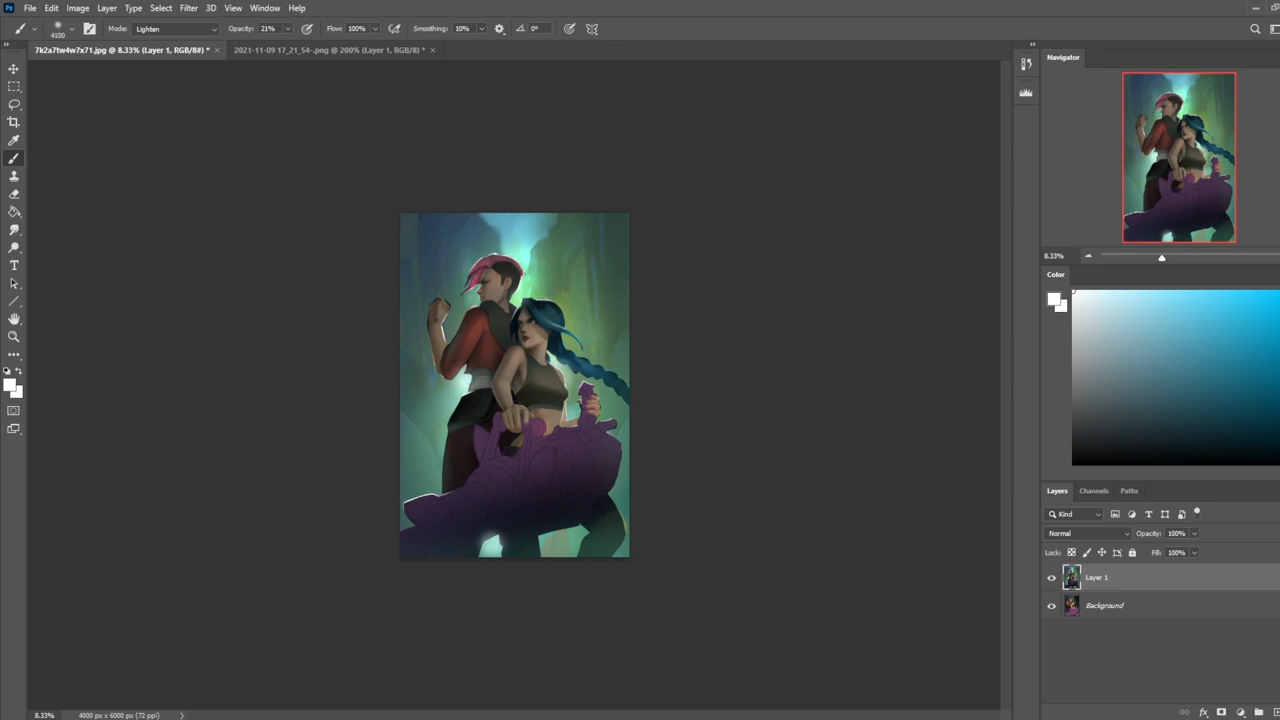 Ps File Edit Image Layer Type Select Filter 3D View Window Help
4100 Mode: Lighten Opacity: 21% Flow: 100% Smoothing: 10% 0°
7k2a7tw4w7x71.jpg @ 8.33% (Layer 1, RGB/8#) * × 2021-11-09 17_21_54-.png @ 200% (Layer 1, RGB/8) * ×
Navigator
8.33%
Color
Layers Channels Paths
Kind
Normal Opacity: 100%
Lock: Fill: 100%
Layer 1
Background
fx
8.33% 4000 px x 6000 px (72 ppi)